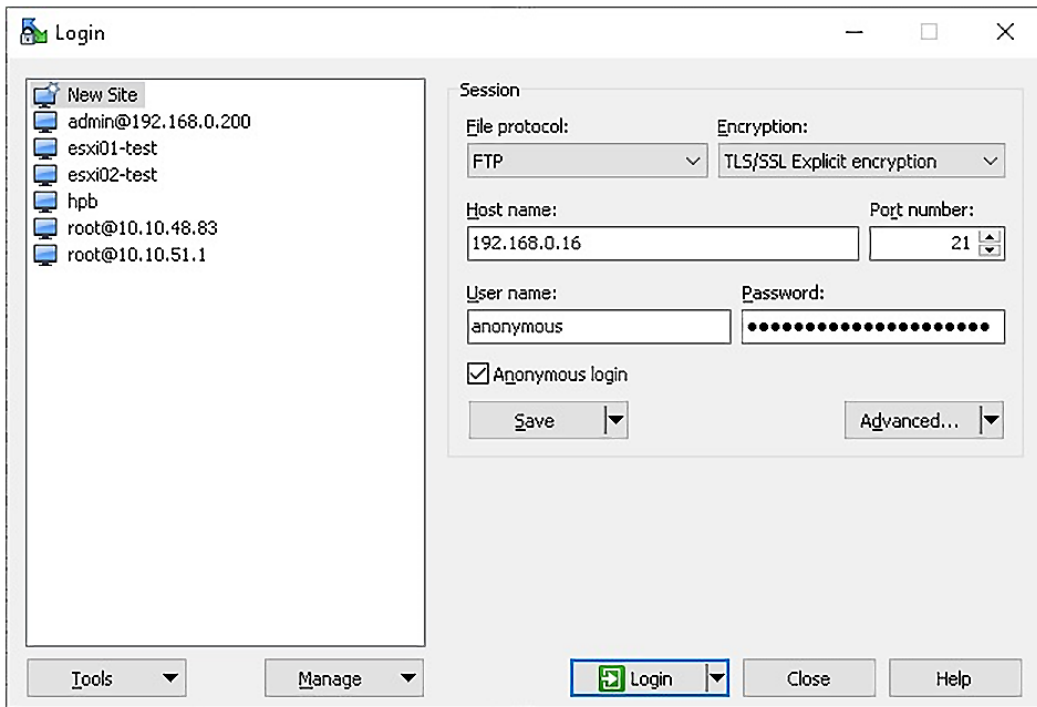 Login
New Site
admin@192.168.0.200
esxi01-test
esxi02-test
hpb
root@10.10.48.83
root@10.10.51.1
Session
File protocol: Encryption:
FTP TLS/SSL Explicit encryption
Host name: Port number:
192.168.0.16 21
User name: Password:
anonymous ●●●●●●●●●●●●●●●●●●●●●
Anonymous login
Save Advanced...
Tools Manage Login Close Help